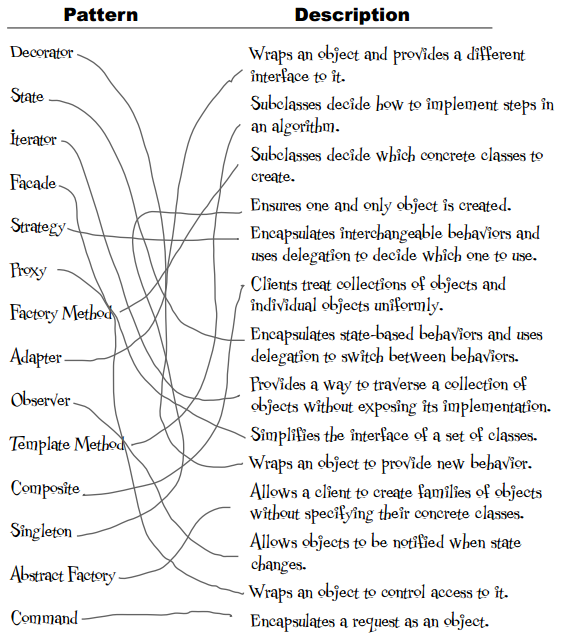 Pattern Description
Decorator
State
Iterator
Facade
Strategy
Proxy
Factory Method
Adapter
Observer
Template Method
Composite
Singleton
Abstract Factory
Command
Wraps an object and provides a different
interface to it.
Subclasses decide how to implement steps in
an algorithm.
Subclasses decide which concrete classes to
create.
Ensures one and only object is created.
Encapsulates interchangeable behaviors and
uses delegation to decide which one to use.
Clients treat collections of objects and
individual objects uniformly.
Encapsulates state-based behaviors and uses
delegation to switch between behaviors.
Provides a way to traverse a collection of
objects without exposing its implementation.
Simplifies the interface of a set of classes.
Wraps an object to provide new behavior.
Allows a client to create families of objects
without specifying their concrete classes.
Allows objects to be notified when state
changes.
Wraps an object to control access to it.
Encapsulates a request as an object.